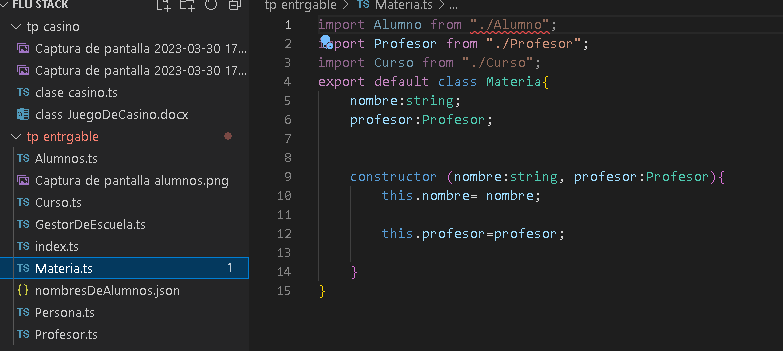 FLU STACK
tp casino
Captura de pantalla 2023-03-30 17...
Captura de pantalla 2023-03-30 17...
TS clase casino.ts
class JuegoDeCasino.docx
tp entrgable
TS Alumnos.ts
Captura de pantalla alumnos.png
TS Curso.ts
TS GestorDeEscuela.ts
TS index.ts
TS Materia.ts 1
{} nombresDeAlumnos.json
TS Persona.ts
TS Profesor.ts
tp entrgable > TS Materia.ts > ...
1 import Alumno from "./Alumno";
2 import Profesor from "./Profesor";
3 import Curso from "./Curso";
4 export default class Materia{
5 nombre:string;
6 profesor:Profesor;
7
8
9 constructor (nombre:string, profesor:Profesor){
10 this.nombre= nombre;
11
12 this.profesor=profesor;
13
14 }
15 }